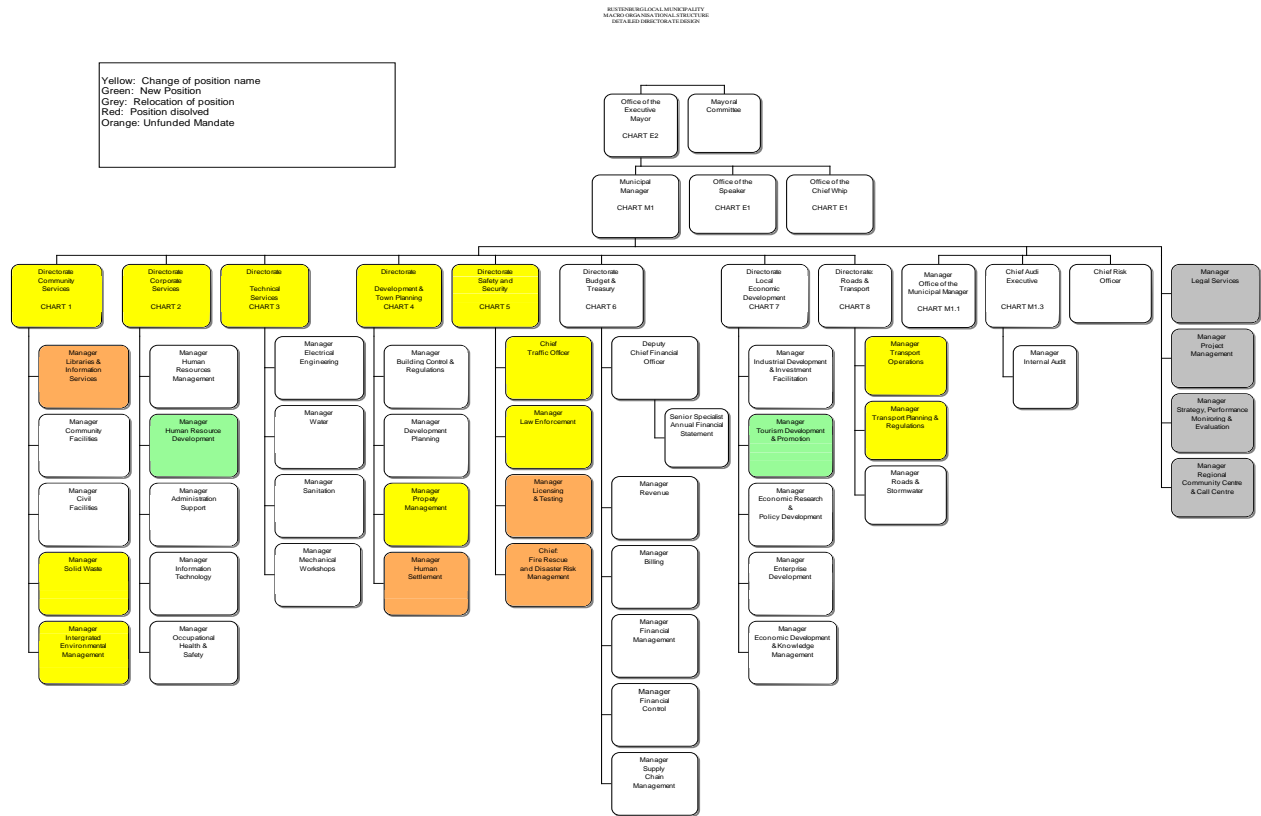 RUSTENBURG LOCAL MUNICIPALITY
MACRO ORGANISATIONAL STRUCTURE
DETAILED DIRECTORATE DESIGN
Yellow: Change of position name
Green: New Position
Grey: Relocation of position
Red: Position disolved
Orange: Unfunded Mandate
Office of the
Executive
Mayor
CHART E2
Mayoral
Committee
Municipal
Manager
CHART M1
Office of the
Speaker
CHART E1
Office of the
Chief Whip
CHART E1
Directorate
Community
Services
CHART 1
Directorate
Corporate
Services
CHART 2
Directorate
Technical
Services
CHART 3
Directorate
Development &
Town Planning
CHART 4
Directorate
Safety and
Security
CHART 5
Directorate
Budget &
Treasury
CHART 6
Directorate
Local
Economic
Development
CHART 7
Directorate:
Roads &
Transport
CHART 8
Manager
Office of the
Municipal Manager
CHART M1.1
Chief Audi
Executive
CHART M1.3
Chief Risk
Officer
Manager
Legal Services
Manager
Libraries &
Information
Services
Manager
Community
Facilities
Manager
Civil
Facilities
Manager
Solid Waste
Manager
Intergrated
Environmental
Management
Manager
Human
Resources
Management
Manager
Human Resource
Development
Manager
Administration
Support
Manager
Information
Technology
Manager
Occupational
Health &
Safety
Manager
Electrical
Engineering
Manager
Water
Manager
Sanitation
Manager
Mechanical
Workshops
Manager
Building Control &
Regulations
Manager
Development
Planning
Manager
Propety
Management
Manager
Human
Settlement
Chief
Traffic Officer
Manager
Law Enforcement
Manager
Licensing
& Testing
Chief:
Fire Rescue
and Disaster Risk
Management
Deputy
Chief Financial
Officer
Senior Specialist
Annual Financial
Statement
Manager
Revenue
Manager
Billing
Manager
Financial
Management
Manager
Financial
Control
Manager
Supply
Chain
Management
Manager
Industrial Development
& Investment
Facilitation
Manager
Tourism Development
& Promotion
Manager
Economic Research
&
Policy Development
Manager
Enterprise
Development
Manager
Economic Development
& Knowledge
Management
Manager
Transport
Operations
Manager
Transport Planning &
Regulations
Manager
Roads &
Stormwater
Manager
Internal Audit
Manager
Project
Management
Manager
Strategy, Performance
Monitroring &
Evaluation
Manager
Regional
Community Centre
& Call Centre